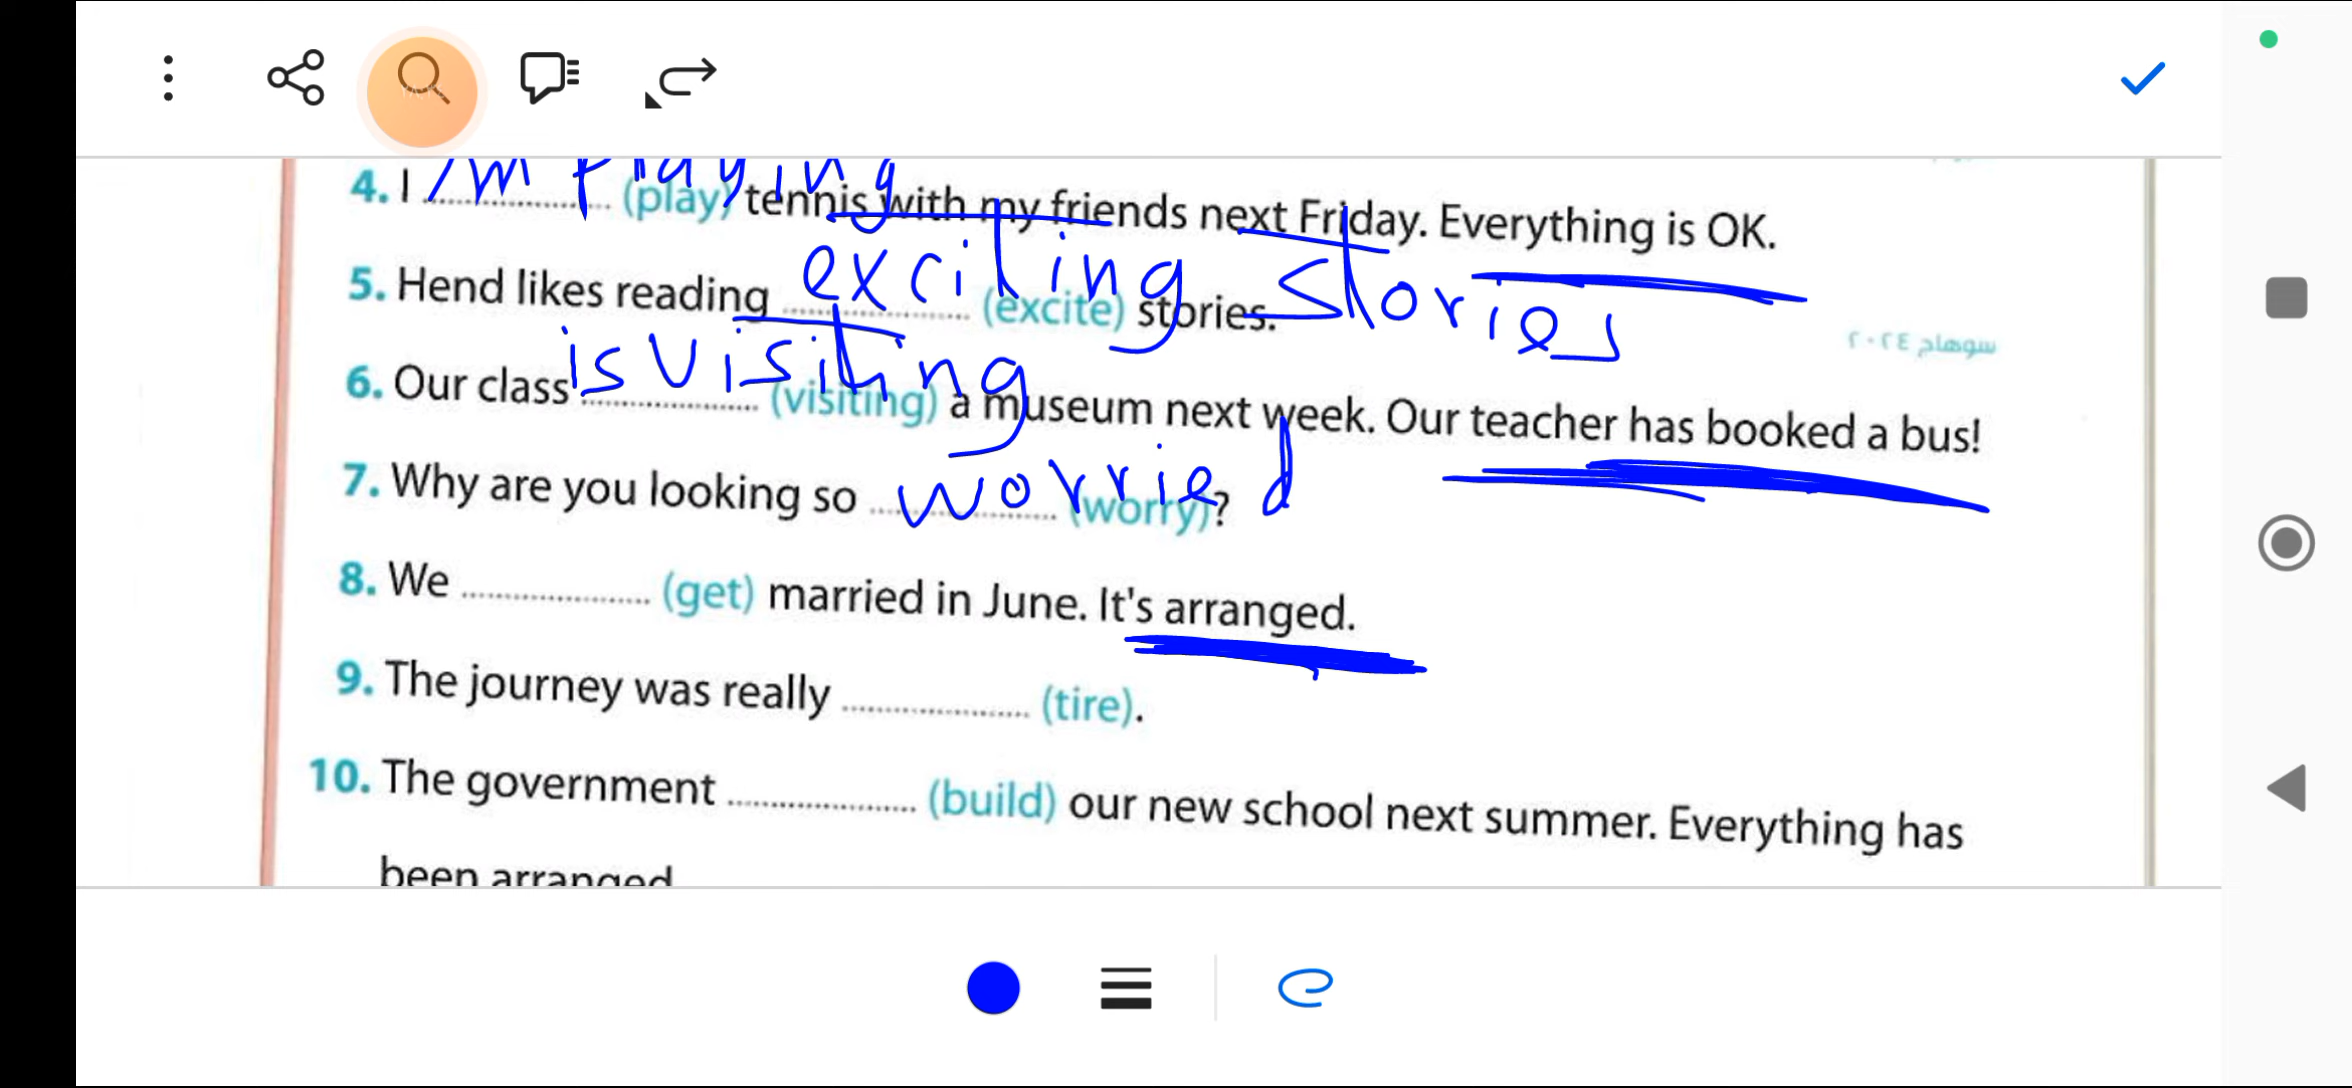 4. I 'm playing (play) tennis with my friends next Friday. Everything is OK.
5. Hend likes reading exciting stories (excite) stories.
سوهاج ٢٠٢٤
6. Our class is visiting (visiting) a museum next week. Our teacher has booked a bus!
7. Why are you looking so worried (worry)?
8. We .................... (get) married in June. It's arranged.
9. The journey was really .................... (tire).
10. The government .................... (build) our new school next summer. Everything has
been arranged